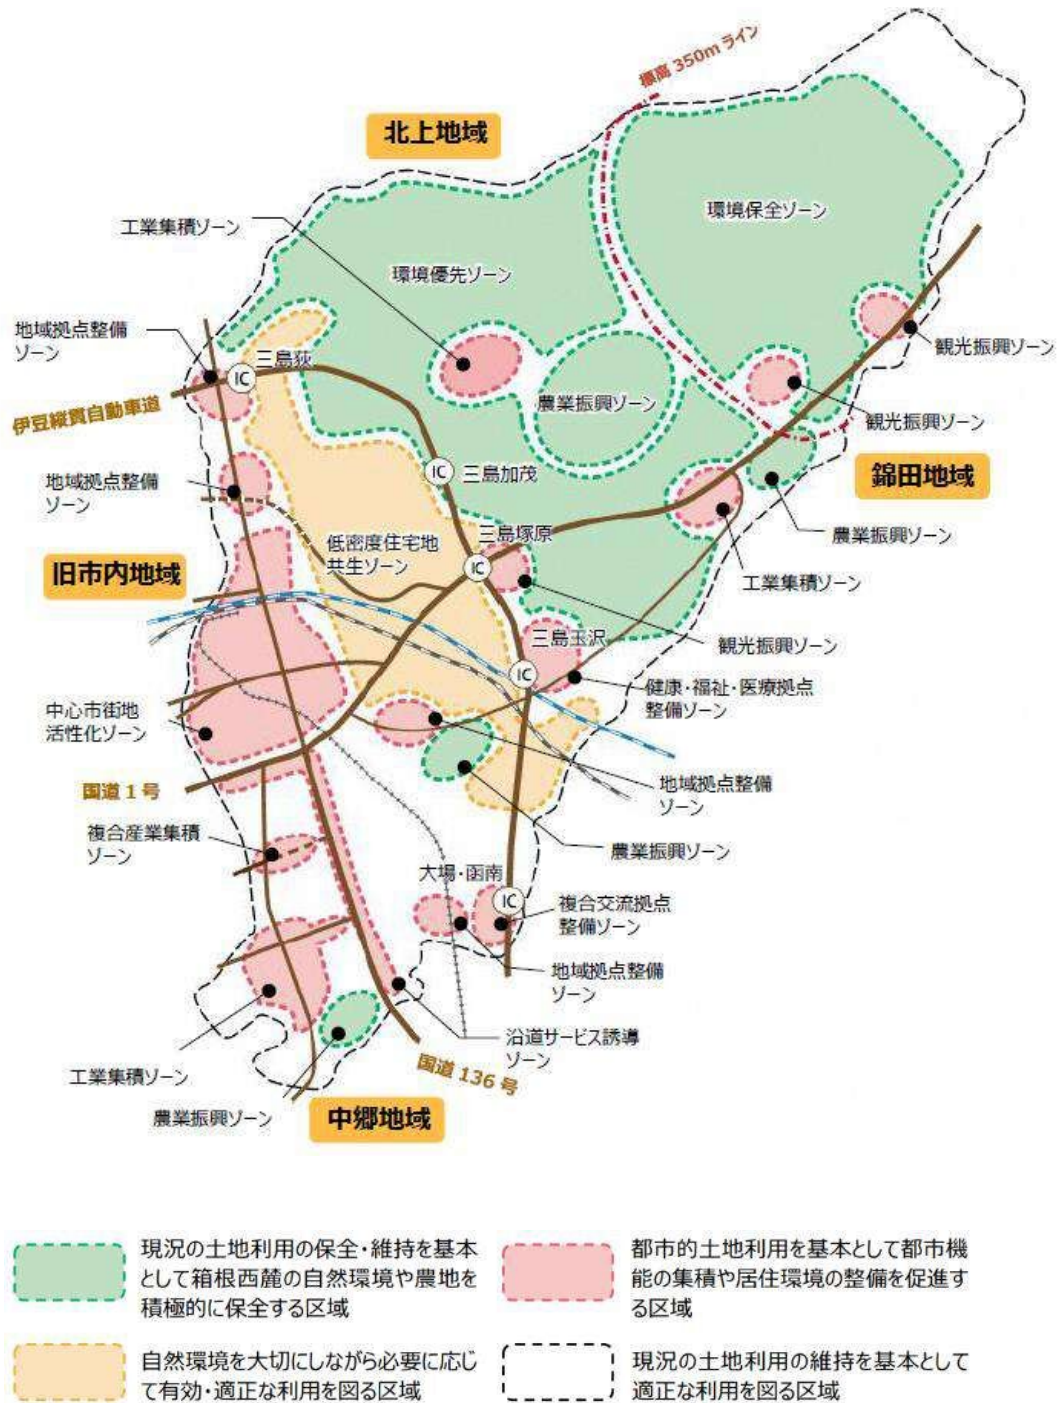 標高 350m ライン
北上地域
環境保全ゾーン
工業集積ゾーン
環境優先ゾーン
地域拠点整備
ゾーン
観光振興ゾーン
三島萩
IC
伊豆縦貫自動車道
農業振興ゾーン
観光振興ゾーン
錦田地域
地域拠点整備
ゾーン
IC
三島加茂
農業振興ゾーン
三島塚原
低密度住宅地
共生ゾーン
旧市内地域
IC
工業集積ゾーン
三島玉沢
観光振興ゾーン
IC
健康・福祉・医療拠点
整備ゾーン
中心市街地
活性化ゾーン
地域拠点整備
ゾーン
国道 1 号
複合産業集積
ゾーン
農業振興ゾーン
大場・函南
IC
複合交流拠点
整備ゾーン
地域拠点整備
ゾーン
沿道サービス誘導
ゾーン
国道 136 号
工業集積ゾーン
農業振興ゾーン
中郷地域
現況の土地利用の保全・維持を基本
として箱根西麓の自然環境や農地を
積極的に保全する区域
都市的土地利用を基本として都市機
能の集積や居住環境の整備を促進す
る区域
自然環境を大切にしながら必要に応じ
て有効・適正な利用を図る区域
現況の土地利用の維持を基本として
適正な利用を図る区域